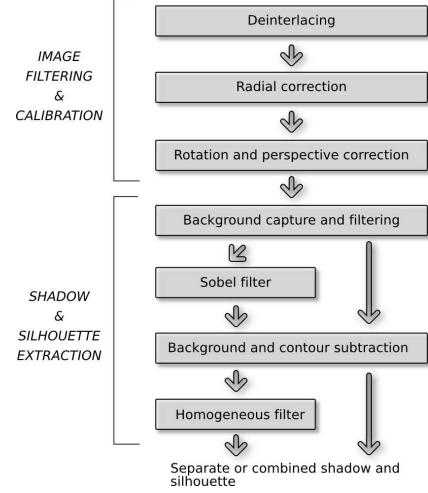 Deinterlacing
IMAGE
FILTERING
&
CALIBRATION
Radial correction
Rotation and perspective correction
Background capture and filtering
Sobel filter
SHADOW
&
SILHOUETTE
EXTRACTION
Background and contour subtraction
Homogeneous filter
Separate or combined shadow and
silhouette